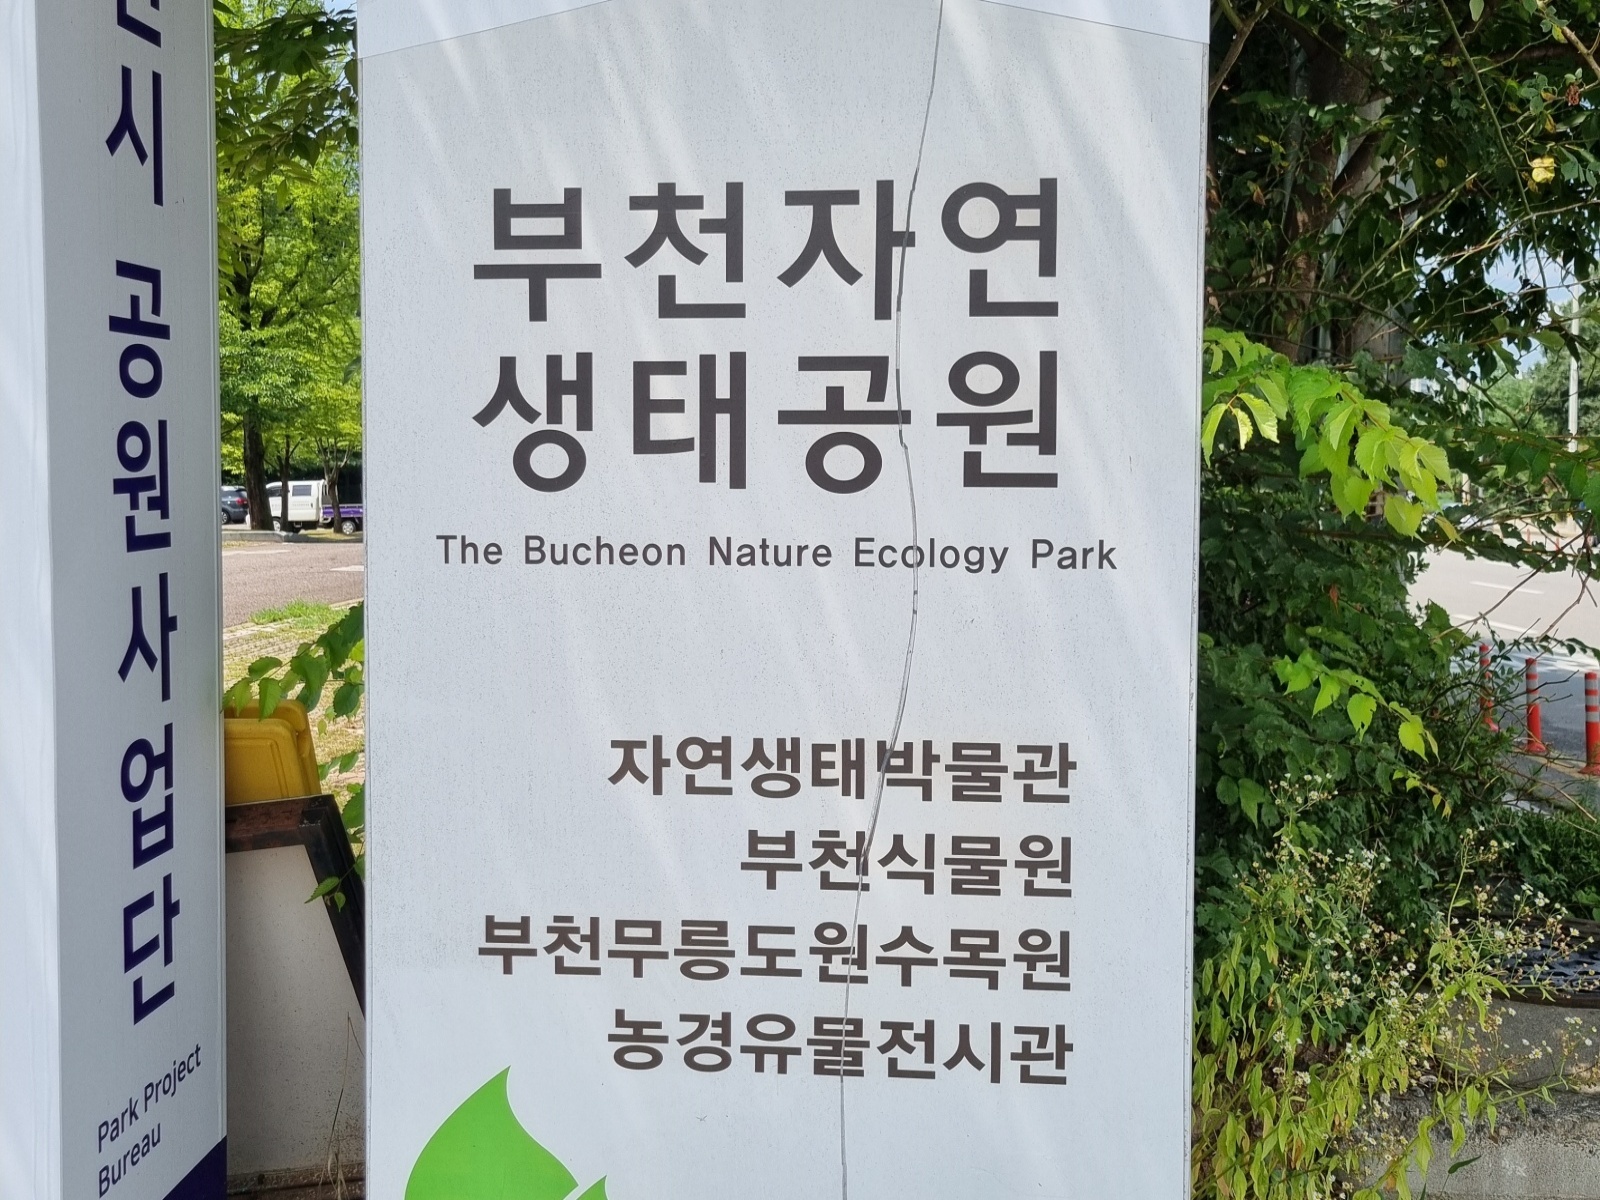 시 공원사업단
Park Project
Bureau
부천자연
생태공원
The Bucheon Nature Ecology Park
자연생태박물관
부천식물원
부천무릉도원수목원
농경유물전시관